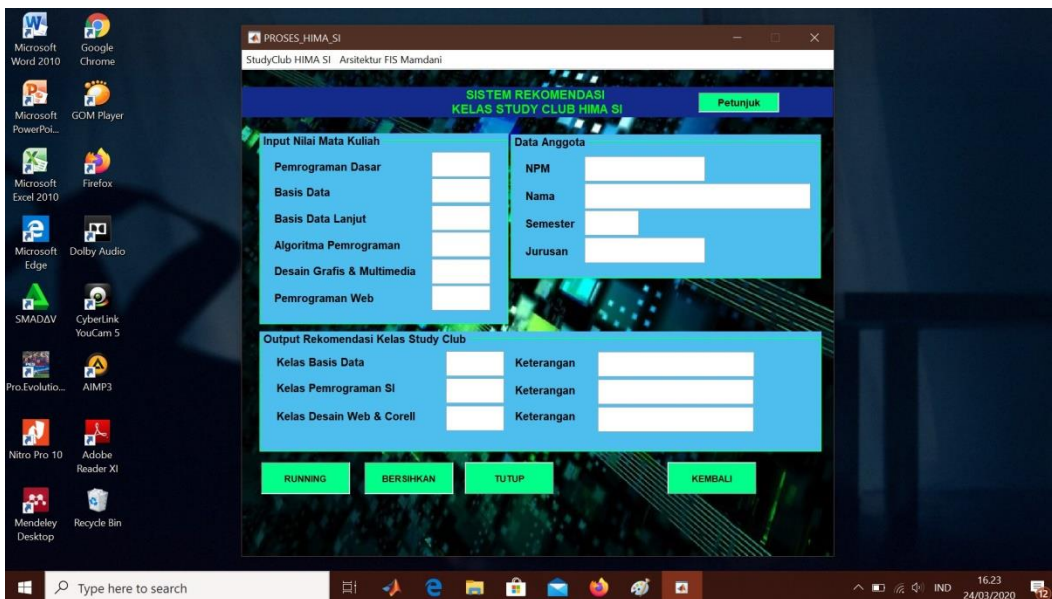 Microsoft Word 2010
Google Chrome
Microsoft PowerPoi...
GOM Player
Microsoft Excel 2010
Firefox
Microsoft Edge
Dolby Audio
SMADΔV
CyberLink YouCam 5
Pro.Evolutio...
AIMP3
Nitro Pro 10
Adobe Reader XI
Mendeley Desktop
Recycle Bin
PROSES_HIMA_SI
StudyClub HIMA SI Arsitektur FIS Mamdani
SISTEM REKOMENDASI
KELAS STUDY CLUB HIMA SI
Petunjuk
Input Nilai Mata Kuliah
Pemrograman Dasar
Basis Data
Basis Data Lanjut
Algoritma Pemrograman
Desain Grafis & Multimedia
Pemrograman Web
Data Anggota
NPM
Nama
Semester
Jurusan
Output Rekomendasi Kelas Study Club
Kelas Basis Data Keterangan
Kelas Pemrograman SI Keterangan
Kelas Desain Web & Corell Keterangan
RUNNING BERSIHKAN TUTUP KEMBALI
Type here to search
IND
16.23
24/03/2020
12